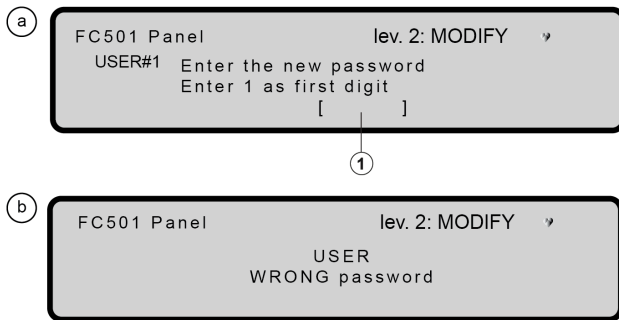 a
FC501 Panel lev. 2: MODIFY
USER#1 Enter the new password
Enter 1 as first digit
[ ]
1
b
FC501 Panel lev. 2: MODIFY
USER
WRONG password